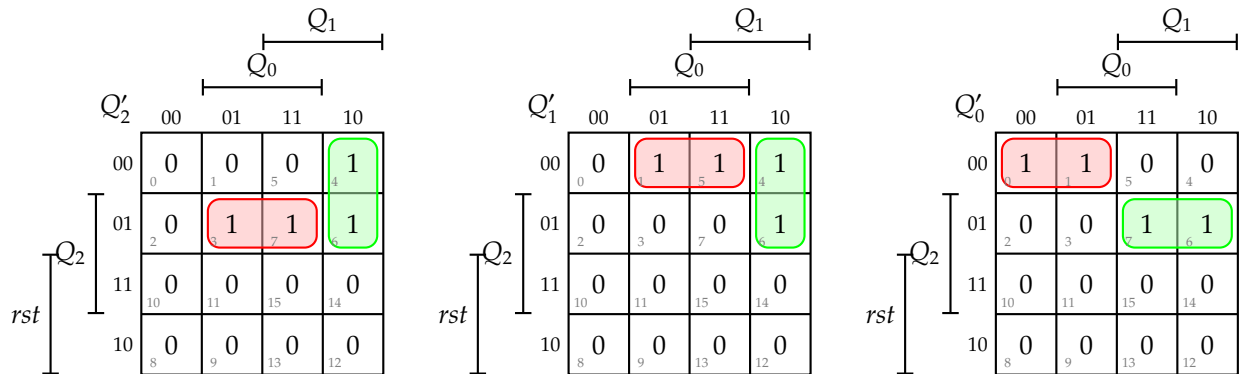 Q₁ Q₁ Q₁
Q₀ Q₀ Q₀
Q′₂ 00 01 11 10 Q′₁ 00 01 11 10 Q′₀ 00 01 11 10
00 0 0 0 1 00 0 1 1 1 00 1 1 0 0
0 1 5 4 0 1 5 4 0 1 5 4
01 0 1 1 1 01 0 0 0 1 01 0 0 1 1
2 3 7 6 2 3 7 6 2 3 7 6
Q₂ Q₂ Q₂
11 0 0 0 0 11 0 0 0 0 11 0 0 0 0
10 11 15 14 10 11 15 14 10 11 15 14
rst rst rst
10 0 0 0 0 10 0 0 0 0 10 0 0 0 0
8 9 13 12 8 9 13 12 8 9 13 12